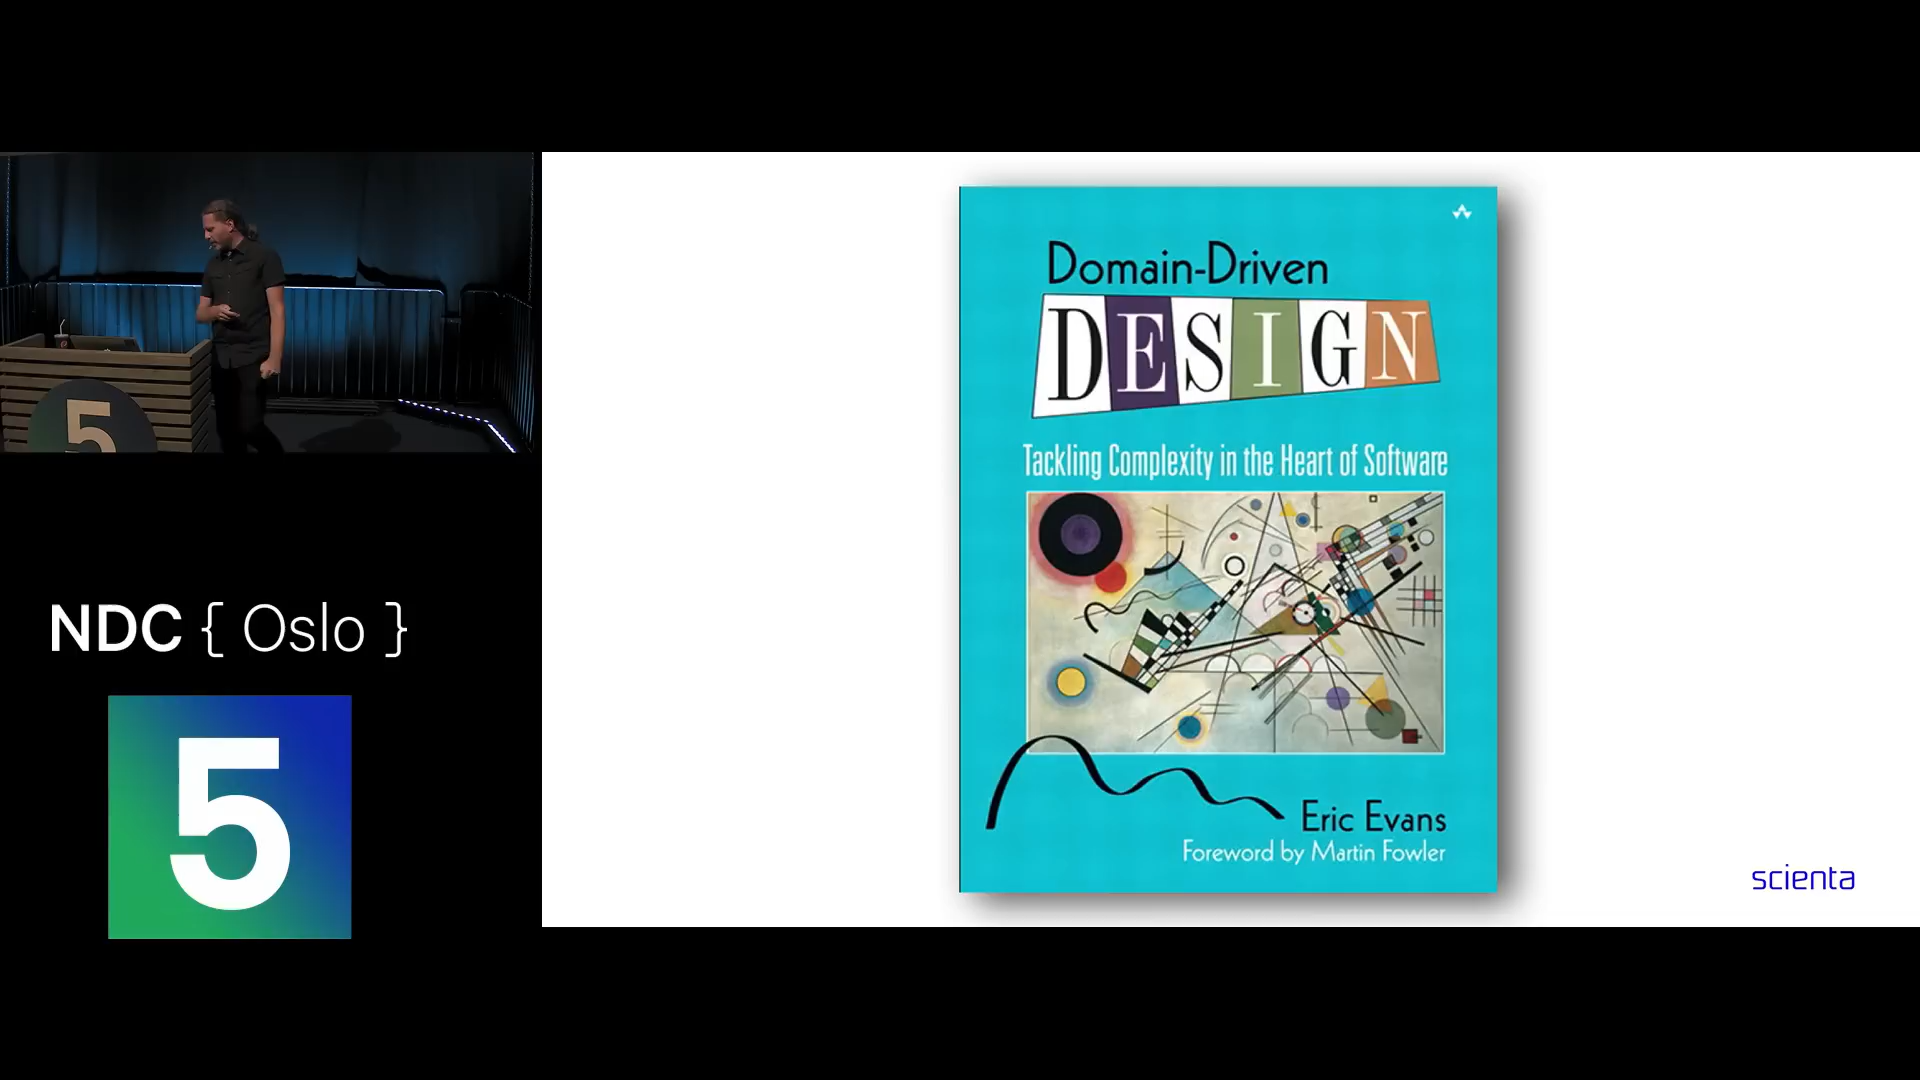 5
NDC { Oslo }
5
Domain-Driven
DESIGN
Tackling Complexity in the Heart of Software
Eric Evans
Foreword by Martin Fowler
scienta